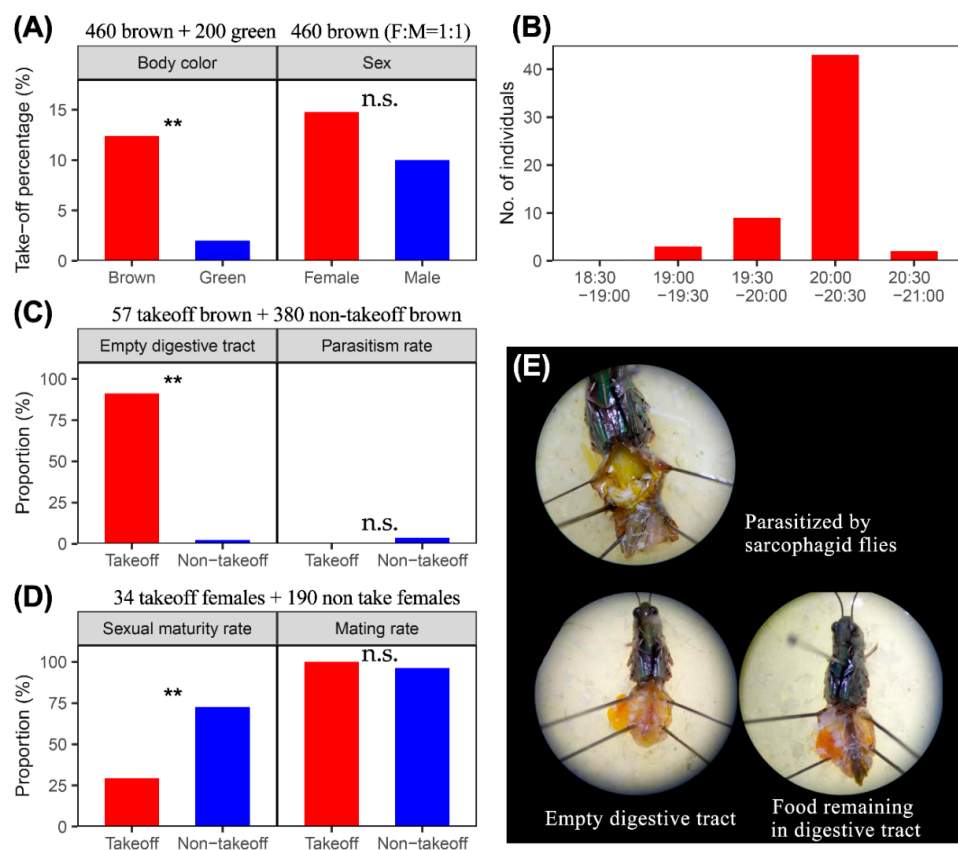 (A)
460 brown + 200 green
460 brown (F:M=1:1)
Body color
Sex
Take-off percentage (%)
15
10
5
0
**
n.s.
Brown
Green
Female
Male
(B)
No. of individuals
40
30
20
10
0
18:30
−19:00
19:00
−19:30
19:30
−20:00
20:00
−20:30
20:30
−21:00
(C)
57 takeoff brown + 380 non-takeoff brown
Empty digestive tract
Parasitism rate
Proportion (%)
100
75
50
25
0
**
n.s.
Takeoff
Non−takeoff
Takeoff
Non−takeoff
(D)
34 takeoff females + 190 non take females
Sexual maturity rate
Mating rate
Proportion (%)
100
75
50
25
0
**
n.s.
Takeoff
Non−takeoff
Takeoff
Non−takeoff
(E)
Parasitized by
sarcophagid flies
Empty digestive tract
Food remaining
in digestive tract